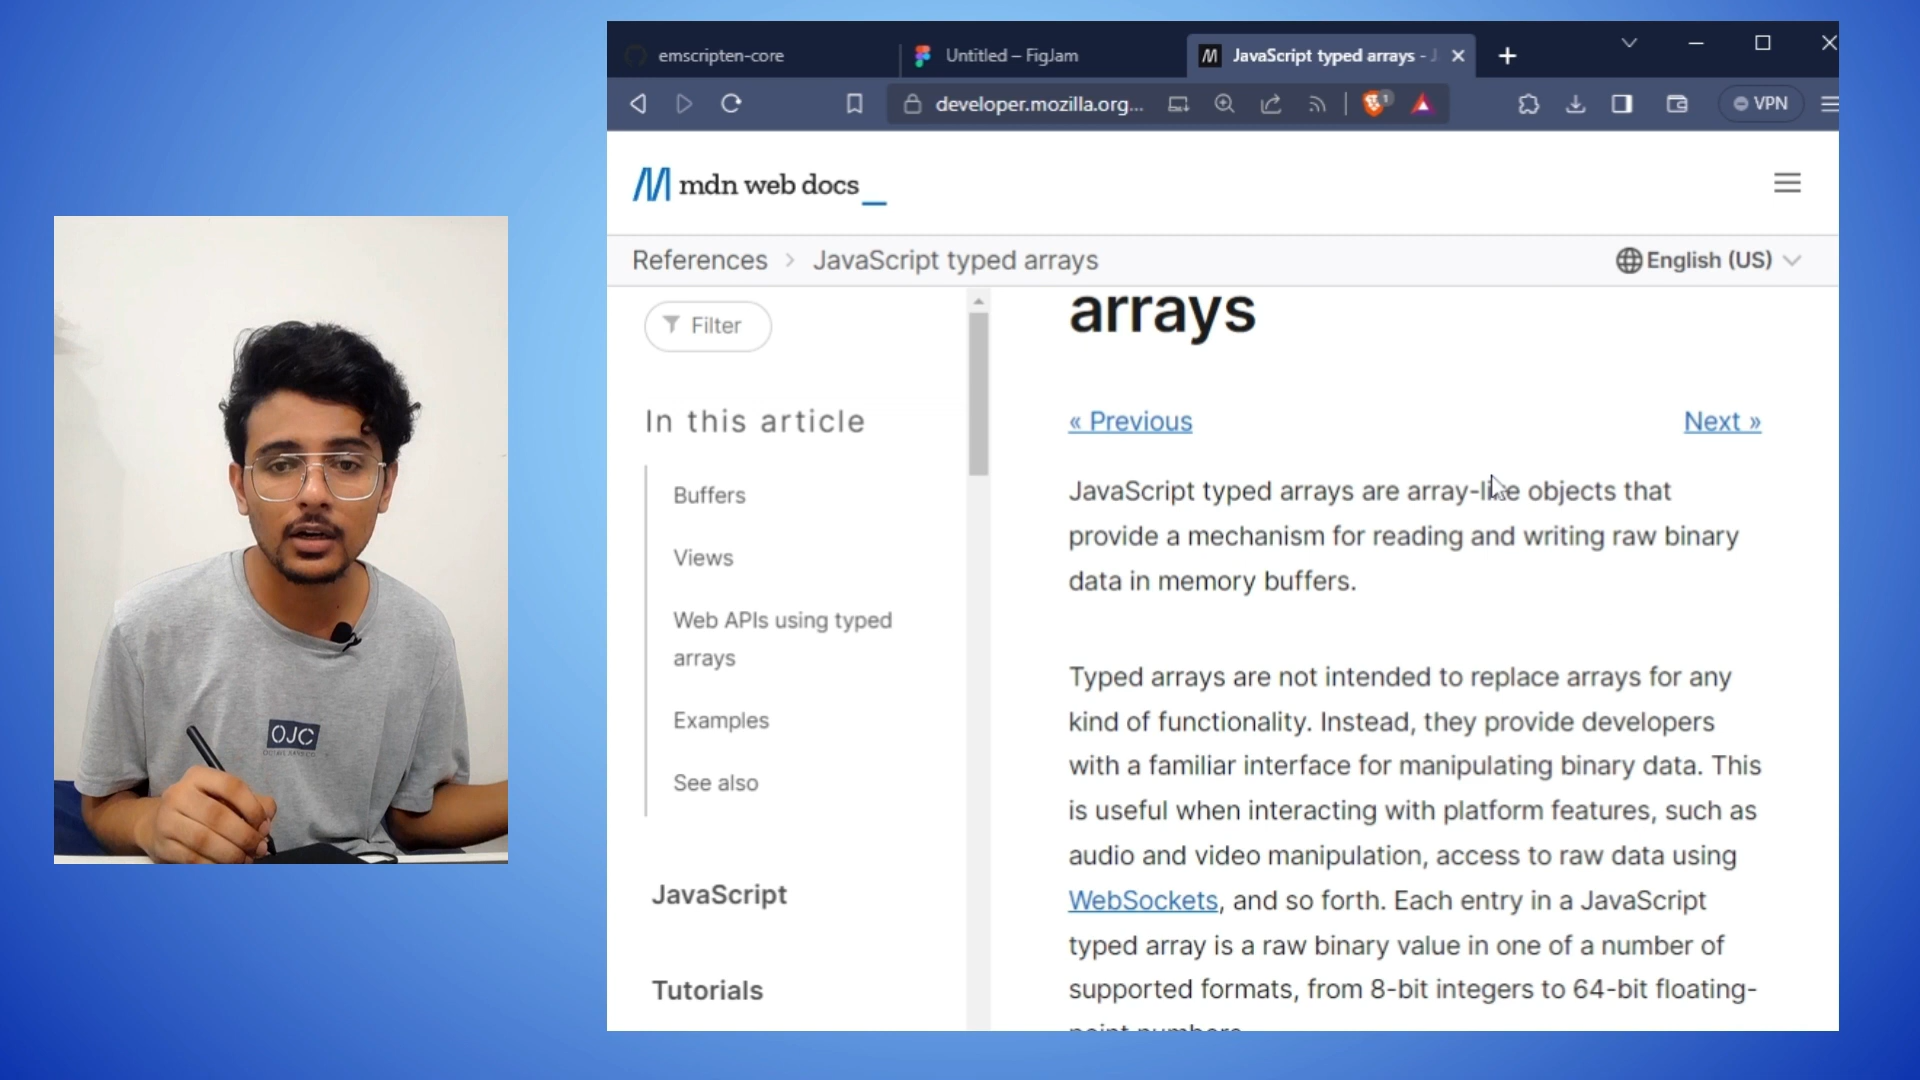 emscripten-core
Untitled – FigJam
JavaScript typed arrays - J
developer.mozilla.org...
1
VPN
mdn web docs_
References > JavaScript typed arrays
English (US)
Filter
In this article
Buffers
Views
Web APIs using typed
arrays
Examples
See also
JavaScript
Tutorials
arrays
« Previous
Next »
JavaScript typed arrays are array-like objects that
provide a mechanism for reading and writing raw binary
data in memory buffers.
Typed arrays are not intended to replace arrays for any
kind of functionality. Instead, they provide developers
with a familiar interface for manipulating binary data. This
is useful when interacting with platform features, such as
audio and video manipulation, access to raw data using
WebSockets, and so forth. Each entry in a JavaScript
typed array is a raw binary value in one of a number of
supported formats, from 8-bit integers to 64-bit floating-
point numbers.
OJC